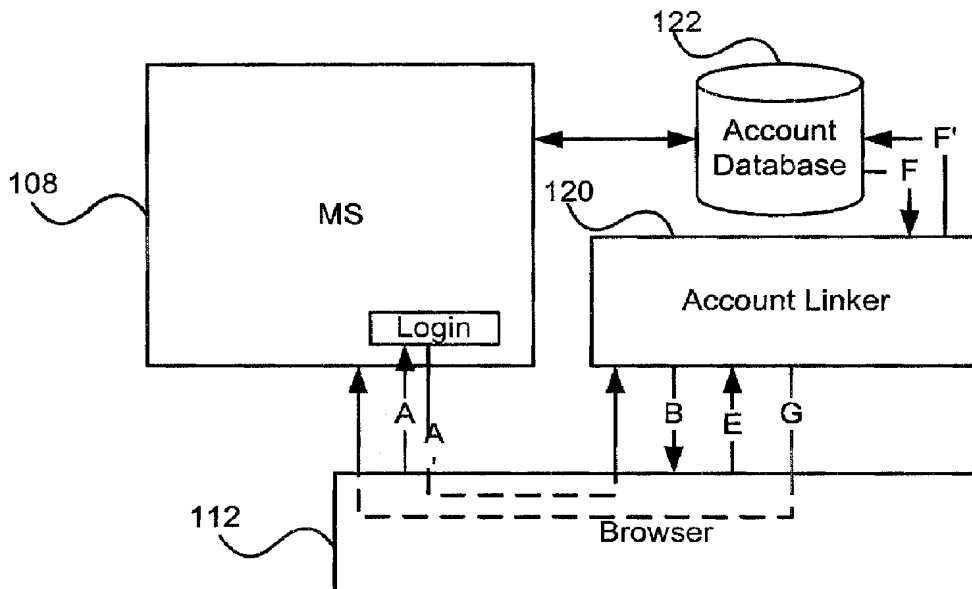 122
Account
Database
F'
F
108
MS
120
Account Linker
Login
A
A'
B
E
G
Browser
112